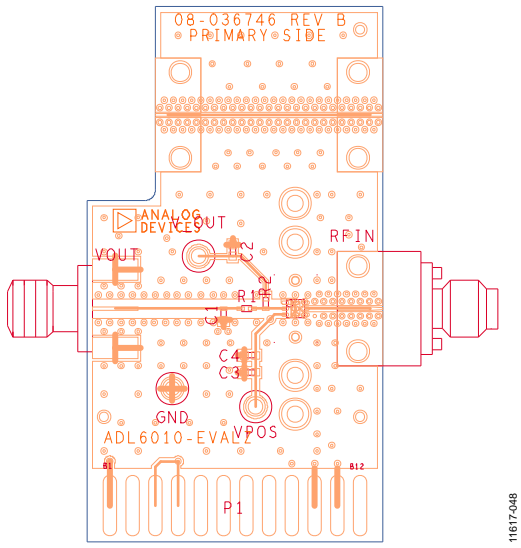 08-036746 REV B
PRIMARY SIDE
ANALOG
DEVICES
V_OUT
RFIN
VOUT
C2
R2
R1
C1
C4
C3
GND
VPOS
ADL6010-EVALZ
B1
B12
P1
11617-048